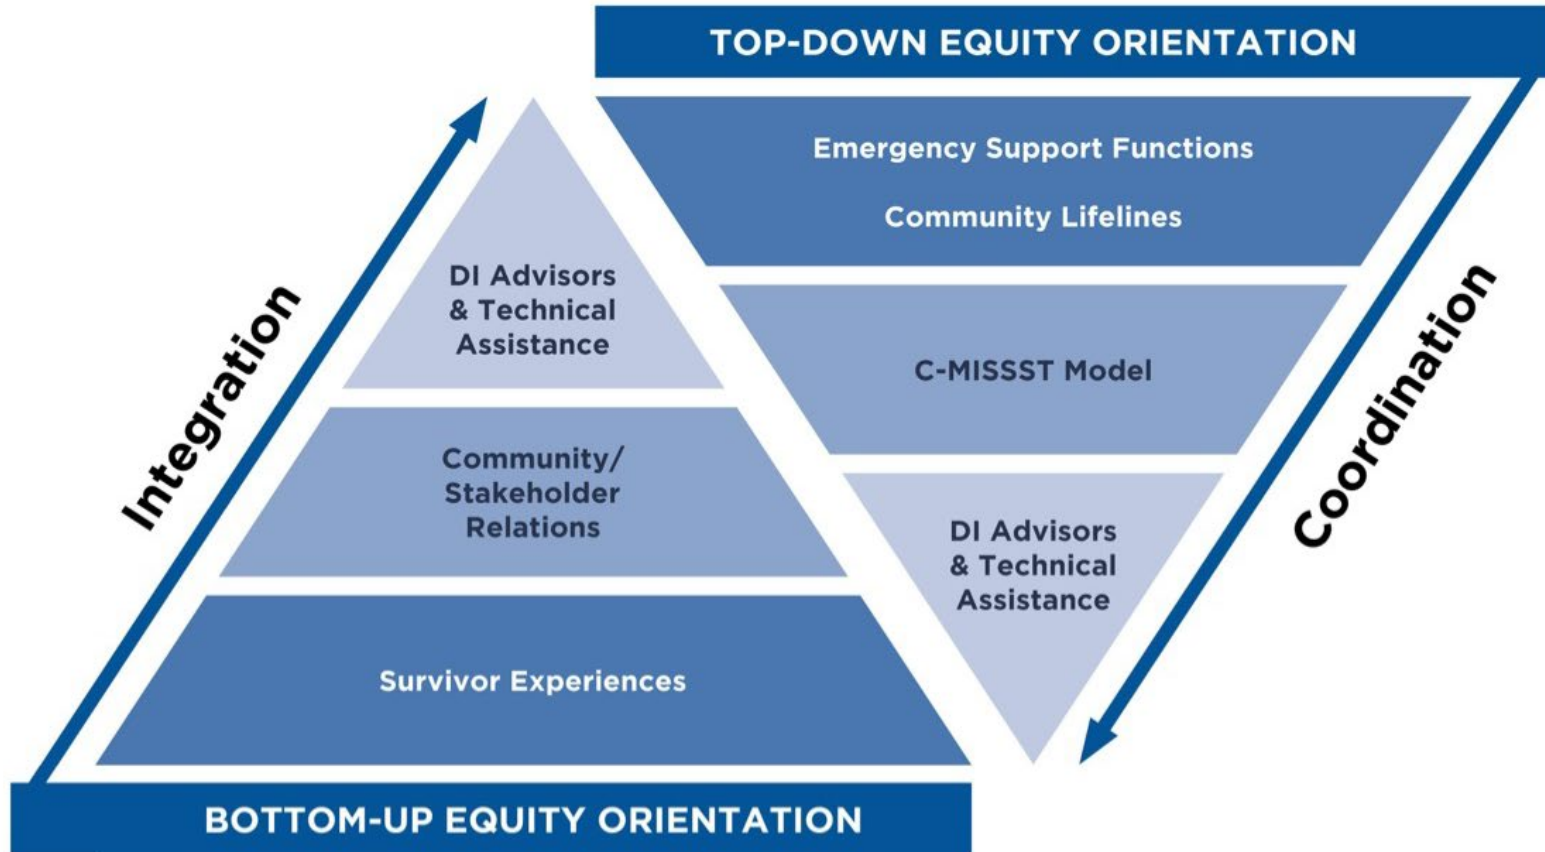 TOP-DOWN EQUITY ORIENTATION
Emergency Support Functions
Community Lifelines
C-MISSST Model
DI Advisors
& Technical
Assistance
Coordination
Integration
DI Advisors
& Technical
Assistance
Community/
Stakeholder
Relations
Survivor Experiences
BOTTOM-UP EQUITY ORIENTATION